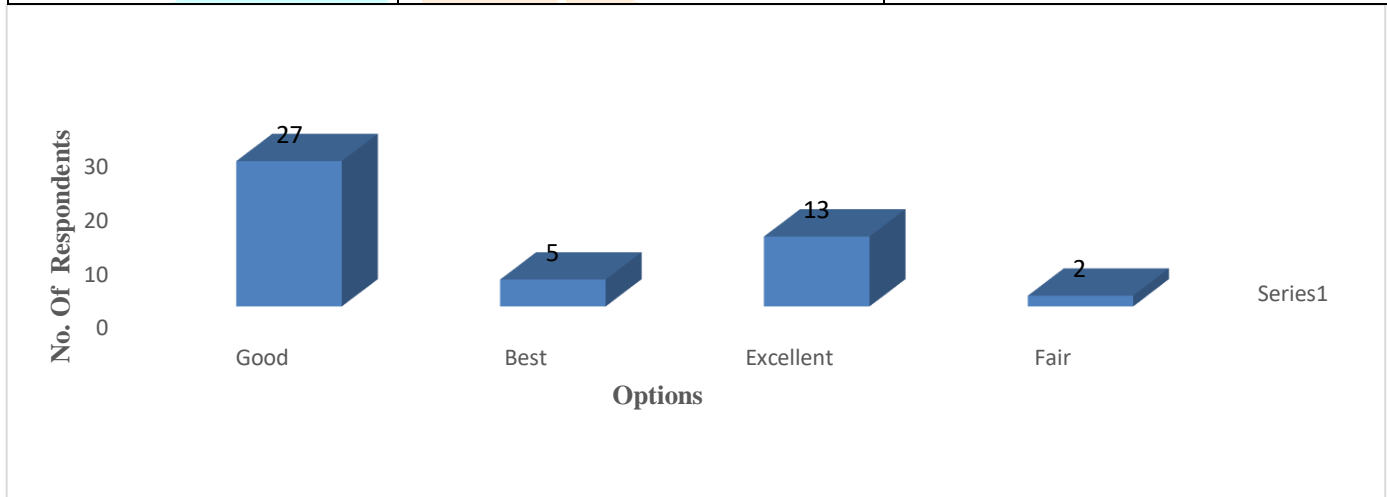 27
5
13
2
30
20
10
0
No. Of Respondents
Series1
Good Best Excellent Fair
Options